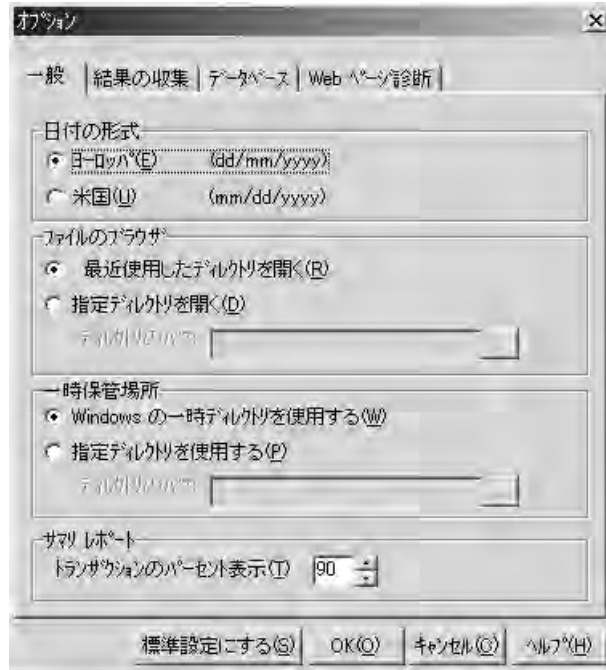 オプション
一般 結果の収集 データベース Web ページ診断
日付の形式
ヨーロッパ(E) (dd/mm/yyyy)
米国(U) (mm/dd/yyyy)
ファイルのブラウザ
最近使用したディレクトリを開く(R)
指定ディレクトリを開く(D)
一時保管場所
Windows の一時ディレクトリを使用する(W)
指定ディレクトリを使用する(P)
サマリ レポート
トランザクションのパーセント表示(T) 90
標準設定にする(S) OK(O) キャンセル(C) ヘルプ(H)